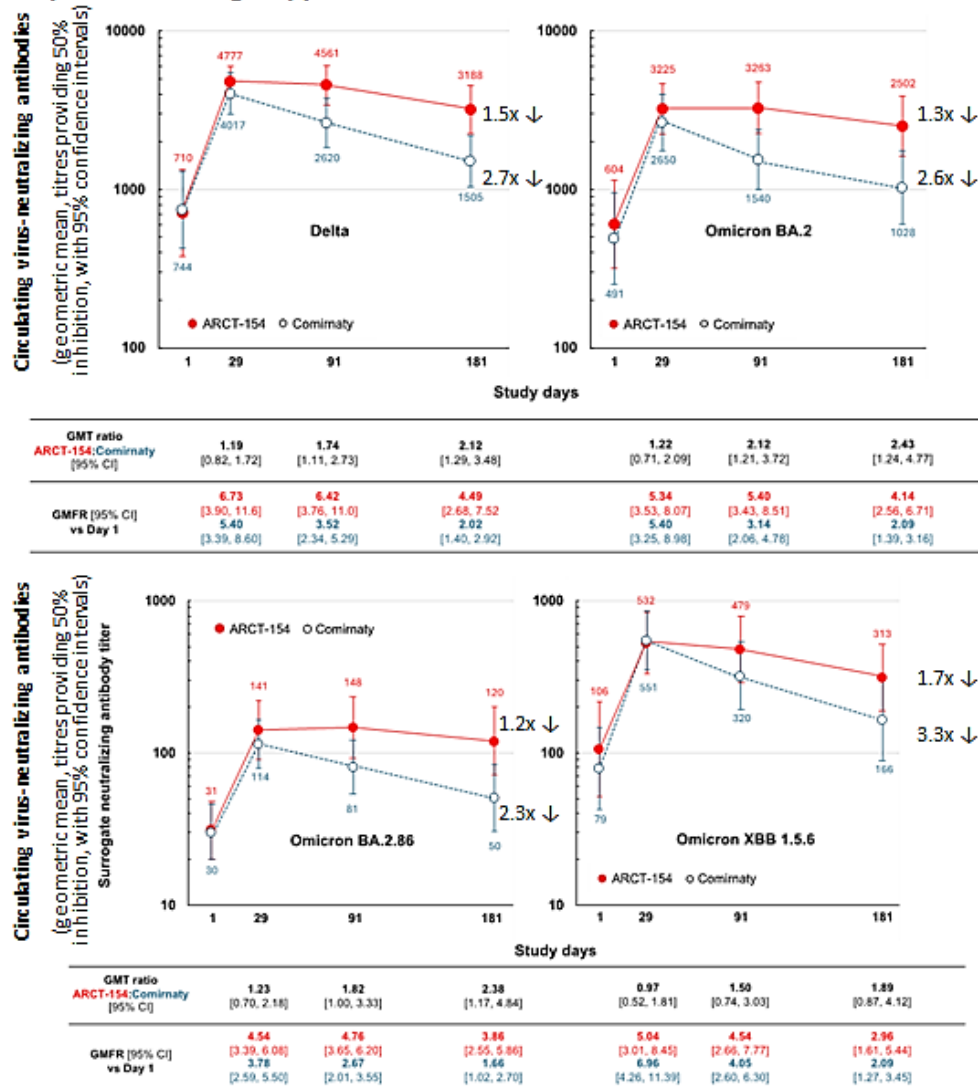 Circulating virus-neutralizing antibodies
(geometric mean, titres providing 50%
inhibition, with 95% confidence intervals)
10000
1000
100
4777
4561
3188
710
4017
2620
1505
744
1.5x ↓
2.7x ↓
Delta
ARCT-154 Comirnaty
1 29 91 181
10000
1000
100
3225
3263
2502
604
2650
1540
1028
491
1.3x ↓
2.6x ↓
Omicron BA.2
ARCT-154 Comirnaty
1 29 91 181
Study days
GMT ratio
ARCT-154:Comirnaty
[95% CI]
1.19 1.74 2.12 1.22 2.12 2.43
[0.82, 1.72] [1.11, 2.73] [1.29, 3.48] [0.71, 2.09] [1.21, 3.72] [1.24, 4.77]
GMFR [95% CI]
vs Day 1
6.73 6.42 4.49 5.34 5.40 4.14
[3.90, 11.6] [3.76, 11.0] [2.68, 7.52 [3.53, 8.07] [3.43, 8.51] [2.56, 6.71]
5.40 3.52 2.02 5.40 3.14 2.09
[3.39, 8.60] [2.34, 5.29] [1.40, 2.92] [3.25, 8.98] [2.06, 4.78] [1.39, 3.16]
Circulating virus-neutralizing antibodies
(geometric mean, titres providing 50%
inhibition, with 95% confidence intervals)
Surrogate neutralizing antibody titer
1000
100
10
ARCT-154 Comirnaty
141
148
120
31
114
81
50
30
1.2x ↓
2.3x ↓
Omicron BA.2.86
1 29 91 181
1000
100
10
532
479
313
106
551
320
166
79
1.7x ↓
3.3x ↓
Omicron XBB 1.5.6
ARCT-154 Comirnaty
1 29 91 181
Study days
GMT ratio
ARCT-154:Comirnaty
[95% CI]
1.23 1.82 2.38 0.97 1.50 1.89
[0.70, 2.18] [1.00, 3.33] [1.17, 4.84] [0.52, 1.81] [0.74, 3.03] [0.87, 4.12]
GMFR [95% CI]
vs Day 1
4.54 4.76 3.86 5.04 4.54 2.96
[3.39, 6.08] [3.65, 6.20] [2.55, 5.86] [3.01, 8.45] [2.66, 7.77] [1.61, 5.44]
3.78 2.67 1.66 6.96 4.05 2.09
[2.59, 5.50] [2.01, 3.55] [1.02, 2.70] [4.26, 11.39] [2.60, 6.30] [1.27, 3.45]